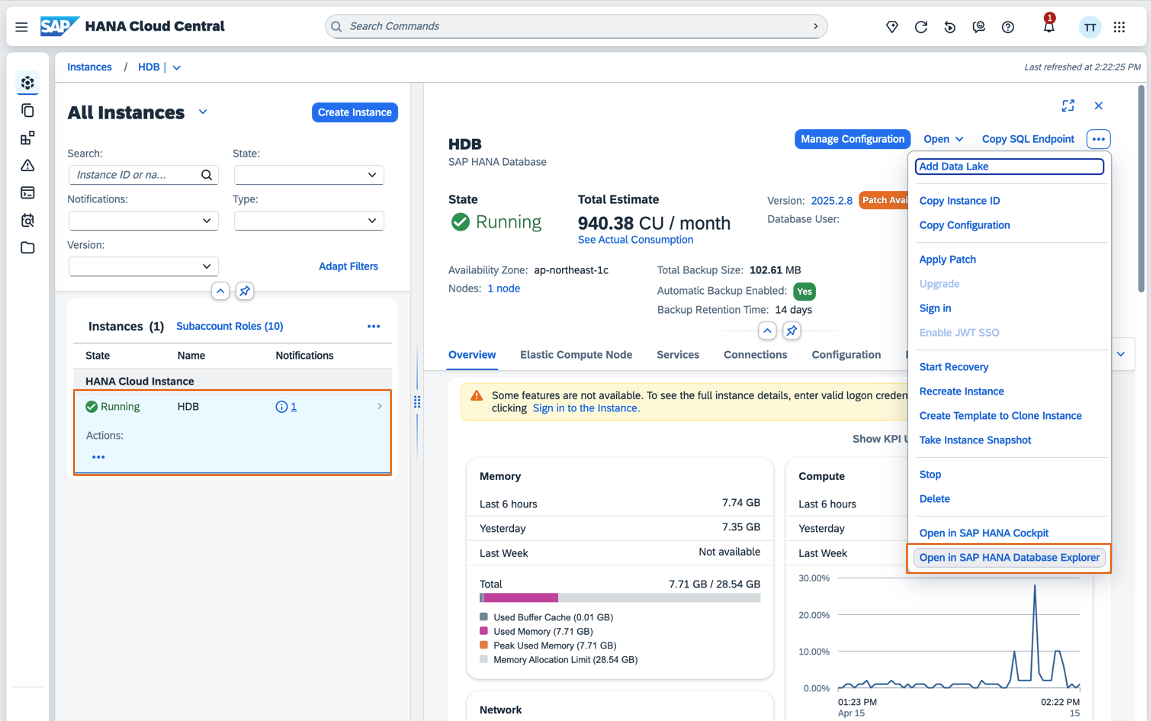 SAP HANA Cloud Central
Search Commands
1
TT
Instances / HDB
Last refreshed at 2:22:25 PM
All Instances
Create Instance
Search:
State:
Instance ID or na...
Notifications:
Type:
Version:
Adapt Filters
Instances (1) Subaccount Roles (10)
State Name Notifications
HANA Cloud Instance
Running HDB 1
Actions:
HDB
SAP HANA Database
Manage Configuration Open Copy SQL Endpoint
State
Running
Total Estimate
940.38 CU / month
See Actual Consumption
Version: 2025.2.8 Patch Avai
Database User:
Availability Zone: ap-northeast-1c
Nodes: 1 node
Total Backup Size: 102.61 MB
Automatic Backup Enabled: Yes
Backup Retention Time: 14 days
Overview Elastic Compute Node Services Connections Configuration
Some features are not available. To see the full instance details, enter valid logon creden
clicking Sign in to the Instance.
Show KPI U
Memory
Last 6 hours 7.74 GB
Yesterday 7.35 GB
Last Week Not available
Total 7.71 GB / 28.54 GB
Used Buffer Cache (0.01 GB)
Used Memory (7.71 GB)
Peak Used Memory (7.71 GB)
Memory Allocation Limit (28.54 GB)
Network
Compute
Last 6 hours
Yesterday
Last Week
30.00%
20.00%
10.00%
0.00%
01:23 PM 02:22 PM
Apr 15 15
Add Data Lake
Copy Instance ID
Copy Configuration
Apply Patch
Upgrade
Sign in
Enable JWT SSO
Start Recovery
Recreate Instance
Create Template to Clone Instance
Take Instance Snapshot
Stop
Delete
Open in SAP HANA Cockpit
Open in SAP HANA Database Explorer